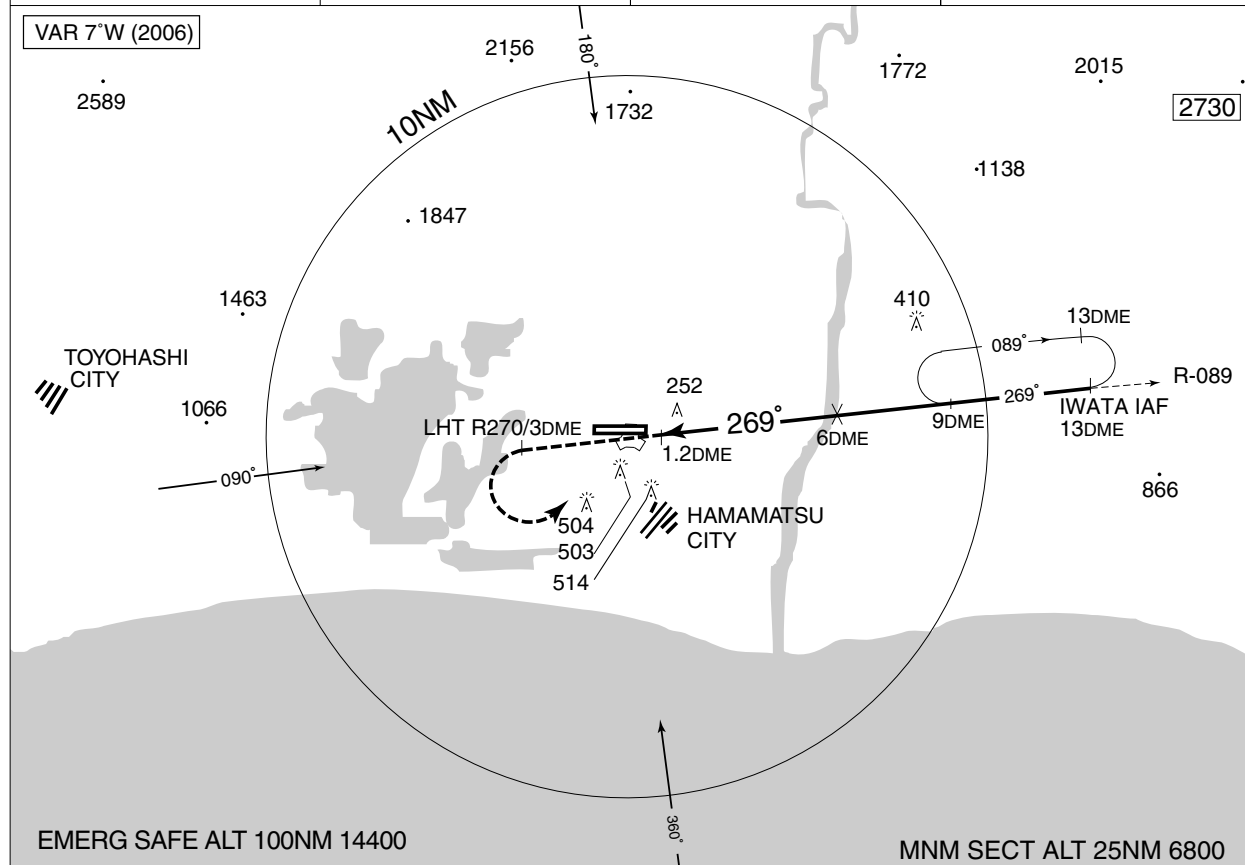 VAR 7˚W (2006)
180˚
2156
1772
2015
2589
1732
2730
10NM
1138
1847
1463
410
13DME
089˚
TOYOHASHI
CITY
R-089
252
269˚
IWATA IAF
13DME
1066
LHT R270/3DME
269˚
9DME
6DME
1.2DME
090˚
866
504
HAMAMATSU
CITY
503
514
360˚
EMERG SAFE ALT 100NM 14400
MNM SECT ALT 25NM 6800